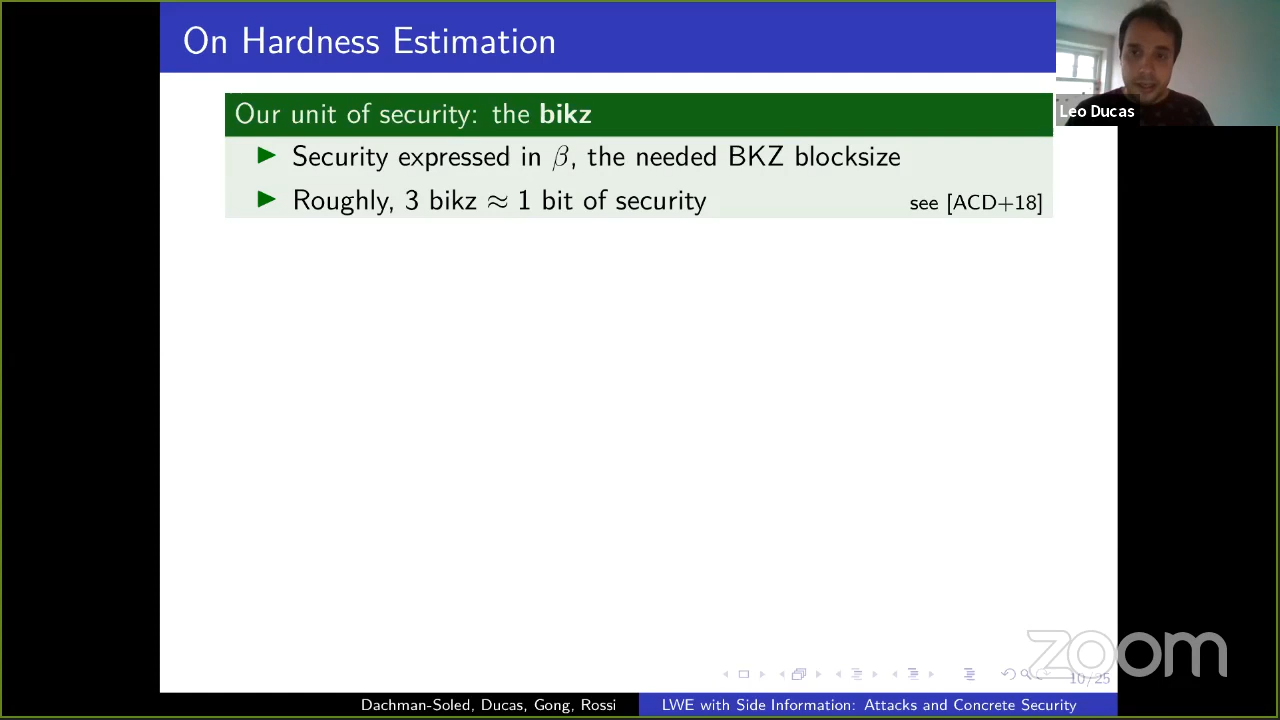 On Hardness Estimation
Leo Ducas
Our unit of security: the bikz
▶ Security expressed in β, the needed BKZ blocksize
▶ Roughly, 3 bikz ≈ 1 bit of security see [ACD+18]
zoom
10/25
Dachman-Soled, Ducas, Gong, Rossi LWE with Side Information: Attacks and Concrete Security